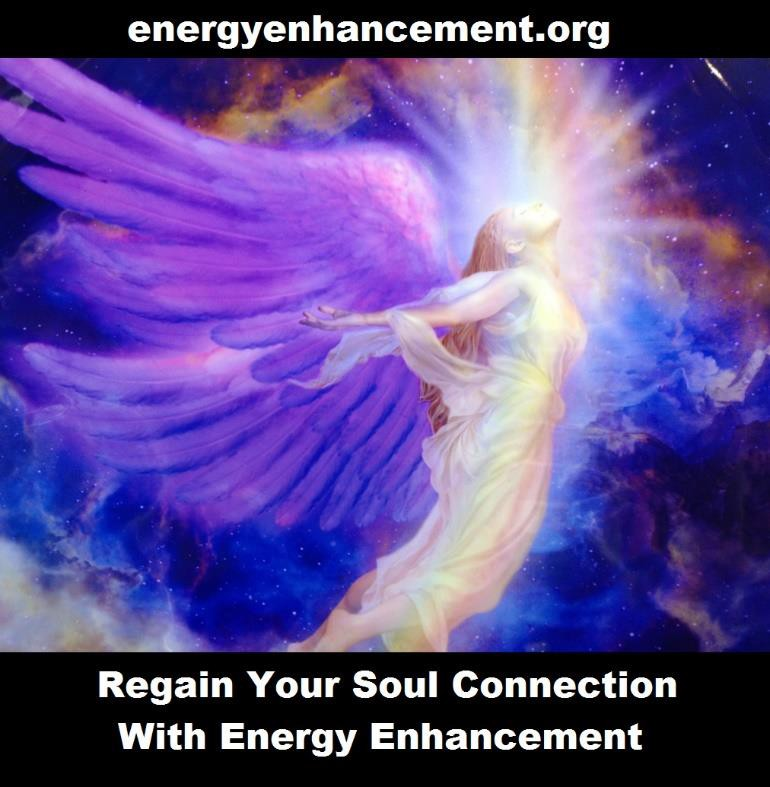 energyenhancement.org
Regain Your Soul Connection
With Energy Enhancement